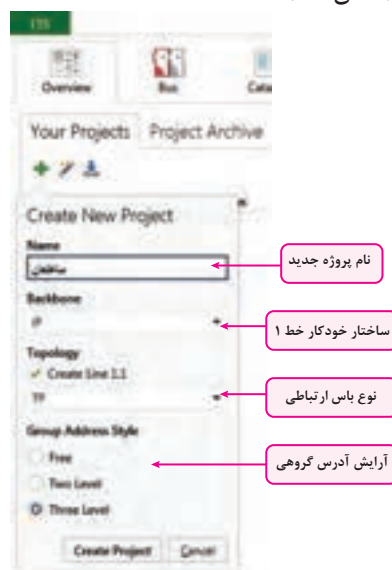 ETS
Overview
Bus
Your Projects
Project Archive
Create New Project
Name
ساختمان
نام پروژه جدید
Backbone
IP
ساختار خودکار خط ۱
Topology
Create Line 1.1
TP
نوع باس ارتباطی
Group Address Style
Free
آرایش آدرس گروهی
Two Level
Three Level
Create Project
Cancel